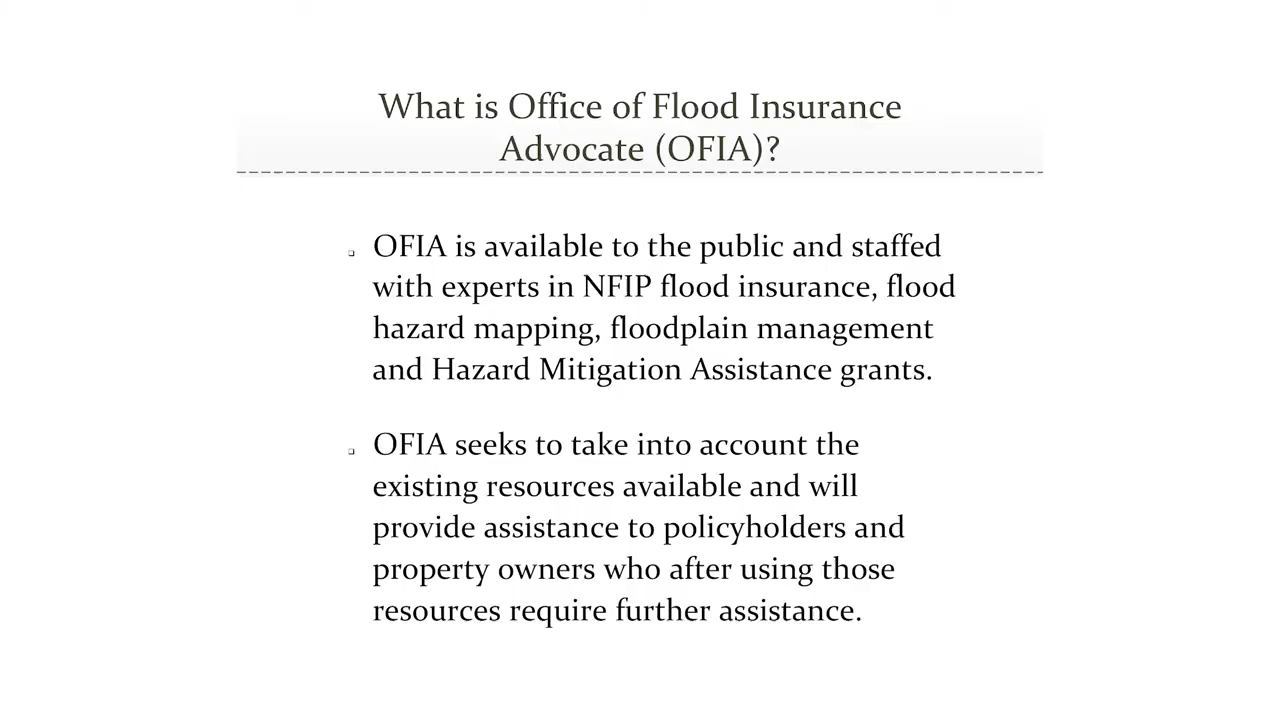 What is Office of Flood Insurance
Advocate (OFIA)?
OFIA is available to the public and staffed
with experts in NFIP flood insurance, flood
hazard mapping, floodplain management
and Hazard Mitigation Assistance grants.
OFIA seeks to take into account the
existing resources available and will
provide assistance to policyholders and
property owners who after using those
resources require further assistance.